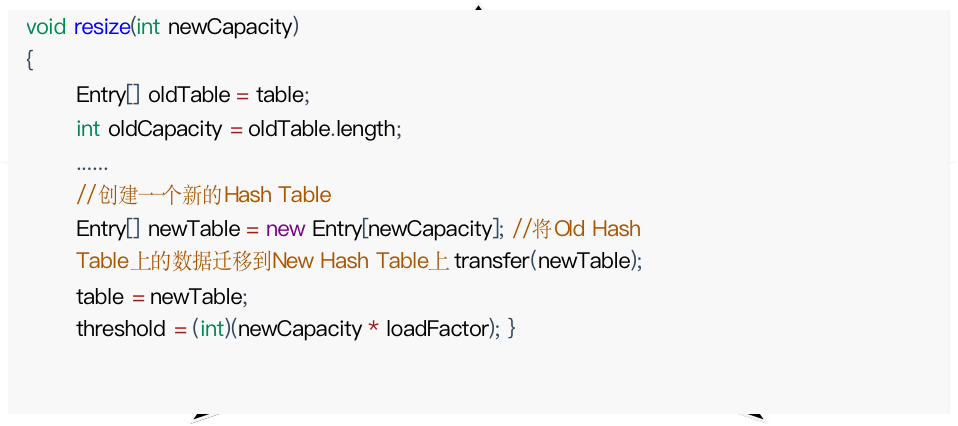 void resize(int newCapacity)
{
Entry[] oldTable = table;
int oldCapacity = oldTable.length;
......
//创建一个新的Hash Table
Entry[] newTable = new Entry[newCapacity]; //将Old Hash
Table上的数据迁移到New Hash Table上 transfer(newTable);
table = newTable;
threshold = (int)(newCapacity * loadFactor); }